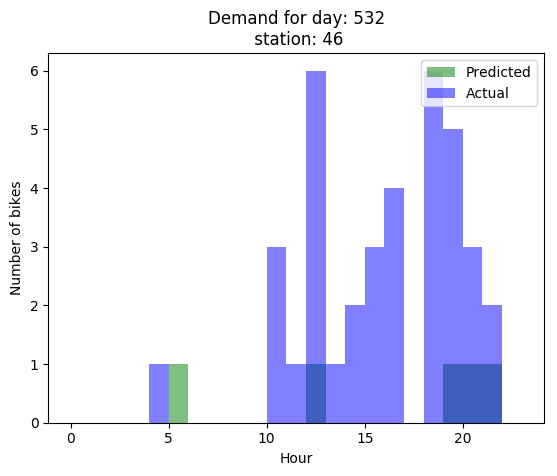 Demand for day: 532
station: 46
Predicted
Actual
Number of bikes
6
5
4
3
2
1
0
0 5 10 15 20
Hour